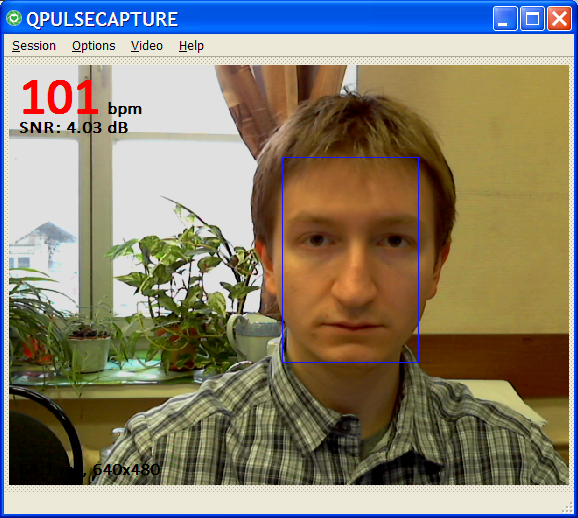 QPULSECAPTURE
Session Options Video Help
101 bpm
SNR: 4.03 dB
640x480